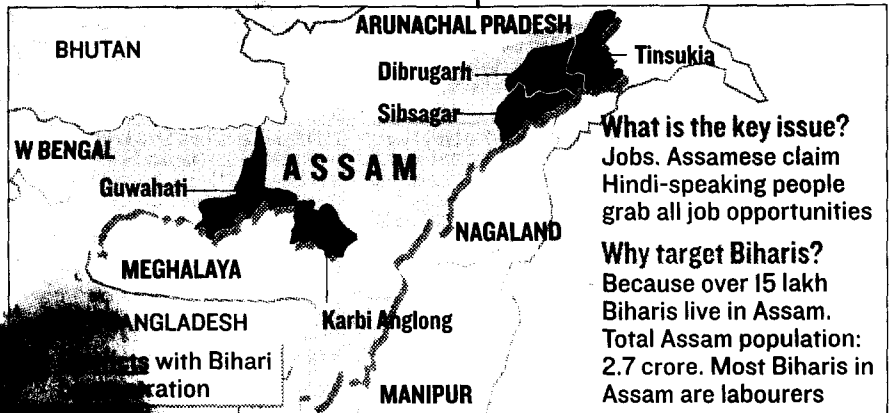 ARUNACHAL PRADESH
BHUTAN
Tinsukia
Dibrugarh
Sibsagar
W BENGAL
ASSAM
Guwahati
NAGALAND
MEGHALAYA
ANGLADESH
Karbi Anglong
with Bihari
MANIPUR
What is the key issue?
Jobs. Assamese claim
Hindi-speaking people
grab all job opportunities
Why target Biharis?
Because over 15 lakh
Biharis live in Assam.
Total Assam population:
2.7 crore. Most Biharis in
Assam are labourers